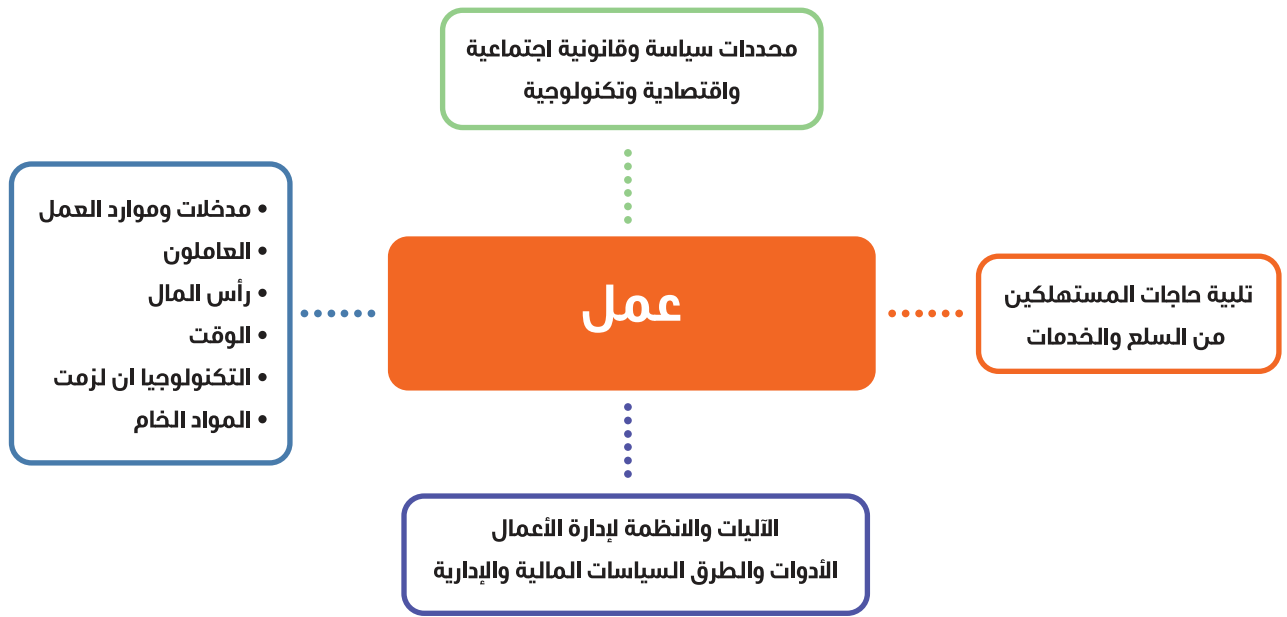 محددات سياسة وقانونية اجتماعية
واقتصادية وتكنولوجية
تلبية حاجات المستهلكين
من السلع والخدمات
عمل
• مدخلات وموارد العمل
• العاملون
• رأس المال
• الوقت
• التكنولوجيا ان لزمت
• المواد الخام
الآليات والانظمة لإدارة الأعمال
الأدوات والطرق السياسات المالية والإدارية